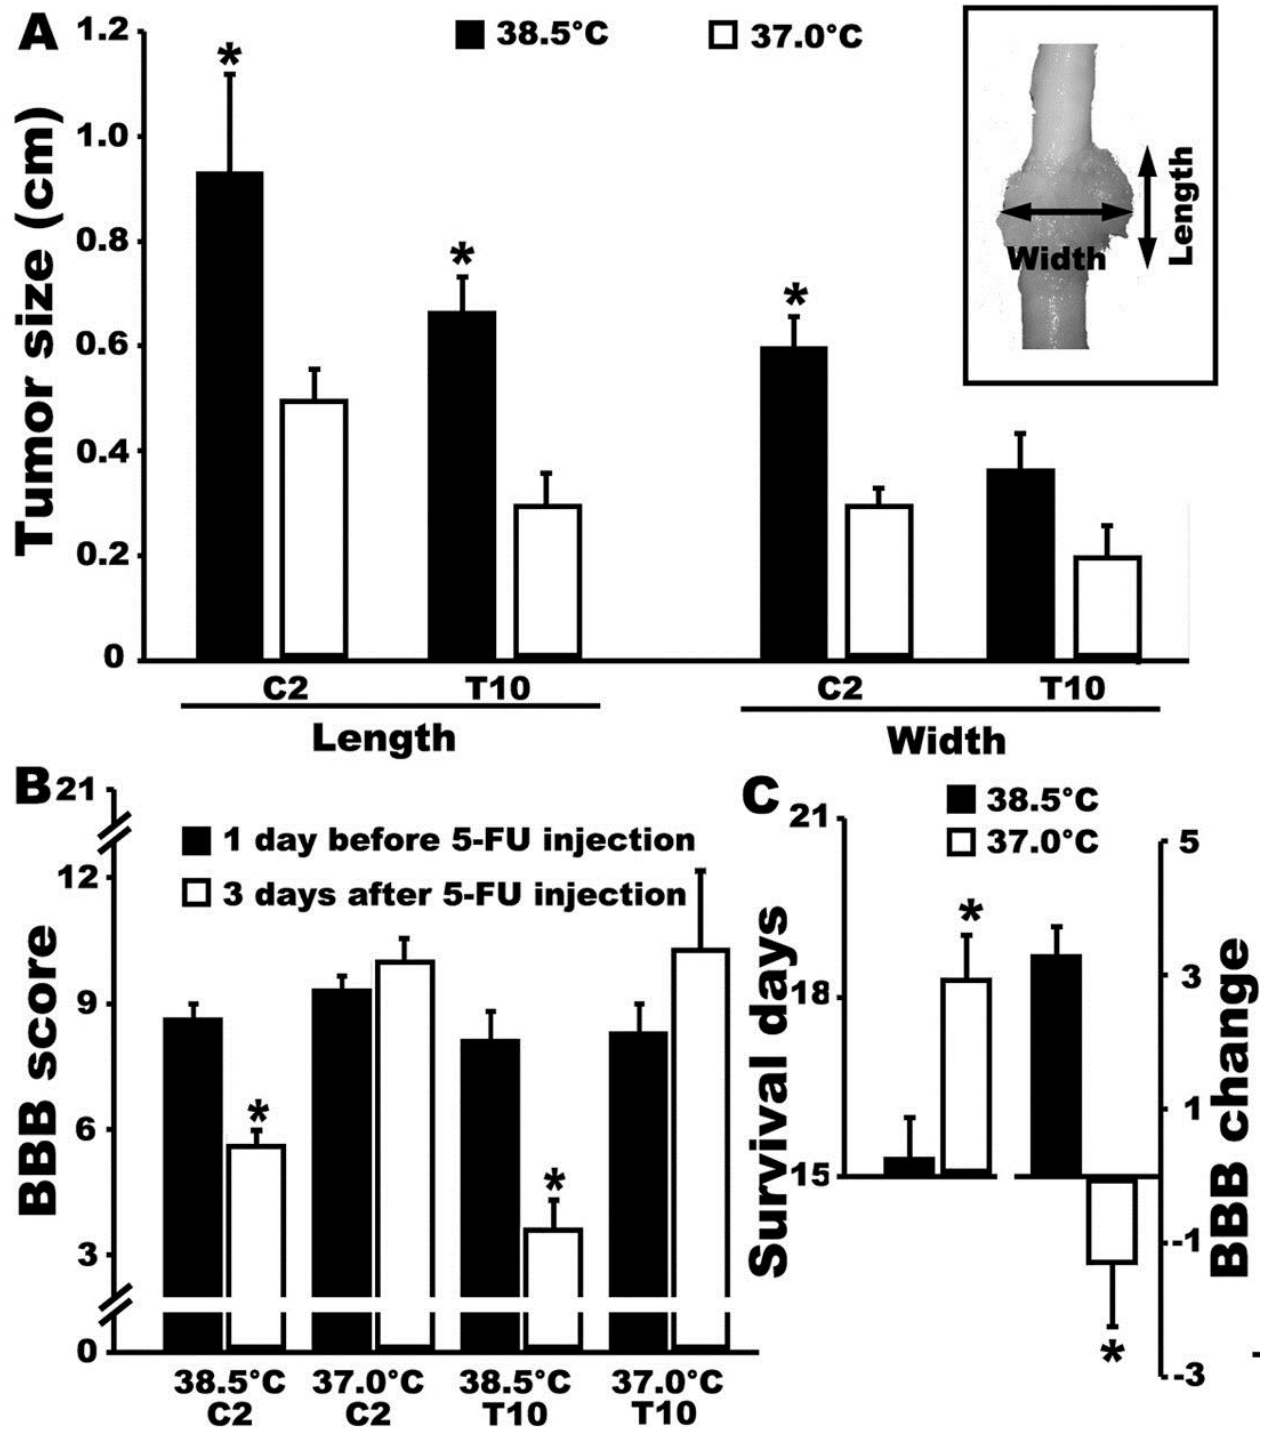 A
1.2
38.5°C
37.0°C
1.0
0.8
0.6
0.4
0.2
0
Tumor size (cm)
Length
Width
C2
T10
C2
T10
Length
Width
B
21
1 day before 5-FU injection
12
3 days after 5-FU injection
9
6
3
0
BBB score
38.5°C
37.0°C
38.5°C
37.0°C
C2
C2
T10
T10
C
38.5°C
37.0°C
21
18
15
Survival days
5
3
1
-1
-3
BBB change